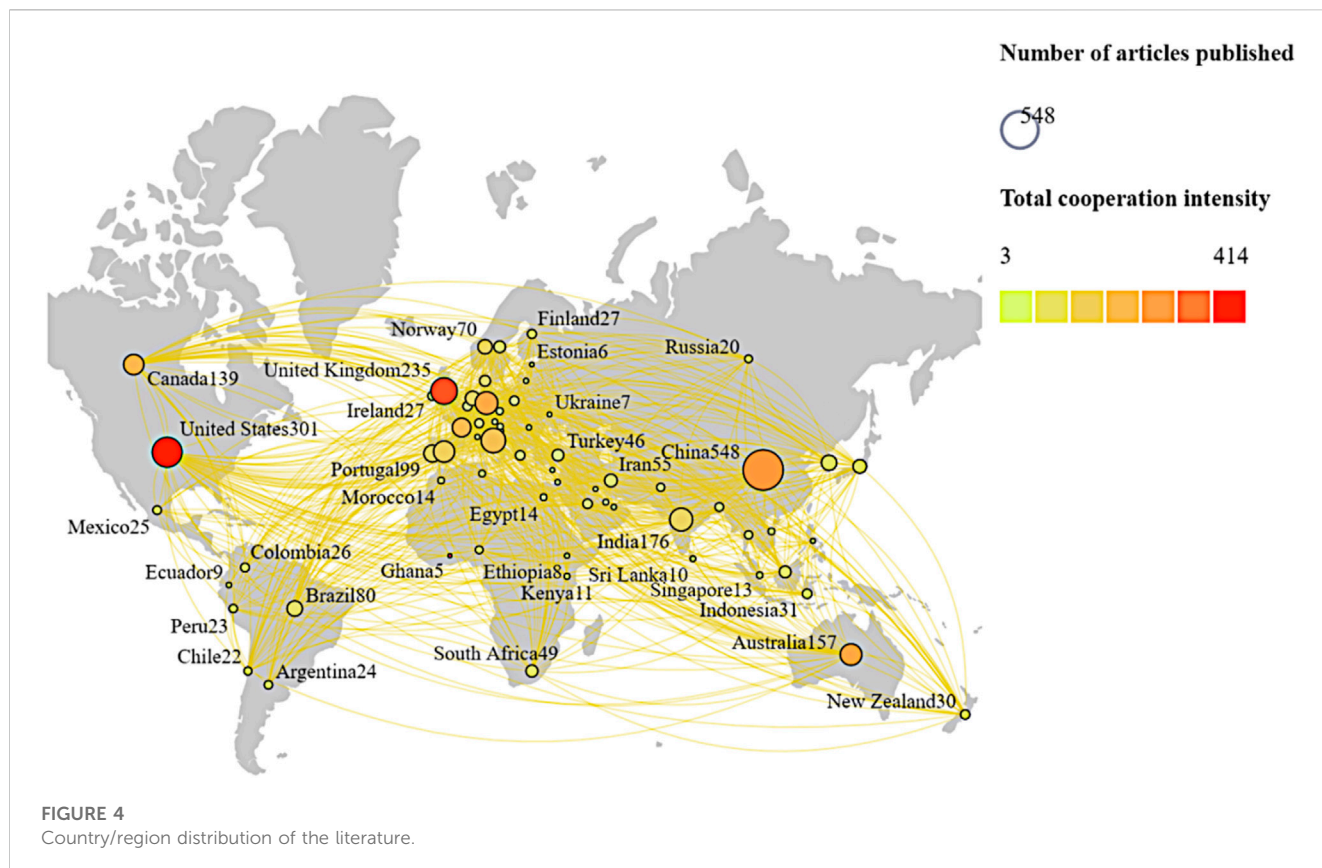 Number of articles published
548
Total cooperation intensity
3 414
Norway70
Finland27
Estonia6
Russia20
United Kingdom235
Canada139
Ireland27
Ukraine7
United States301
Turkey46
China548
Portugal99
Iran55
Morocco14
Egypt14
Mexico25
India176
Colombia26
Ecuador9
Ghana5
Ethiopia8
Sri Lanka10
Kenya11
Singapore13
Brazil80
Indonesia31
Peru23
Australia157
Chile22
South Africa49
Argentina24
New Zealand30
FIGURE 4
Country/region distribution of the literature.